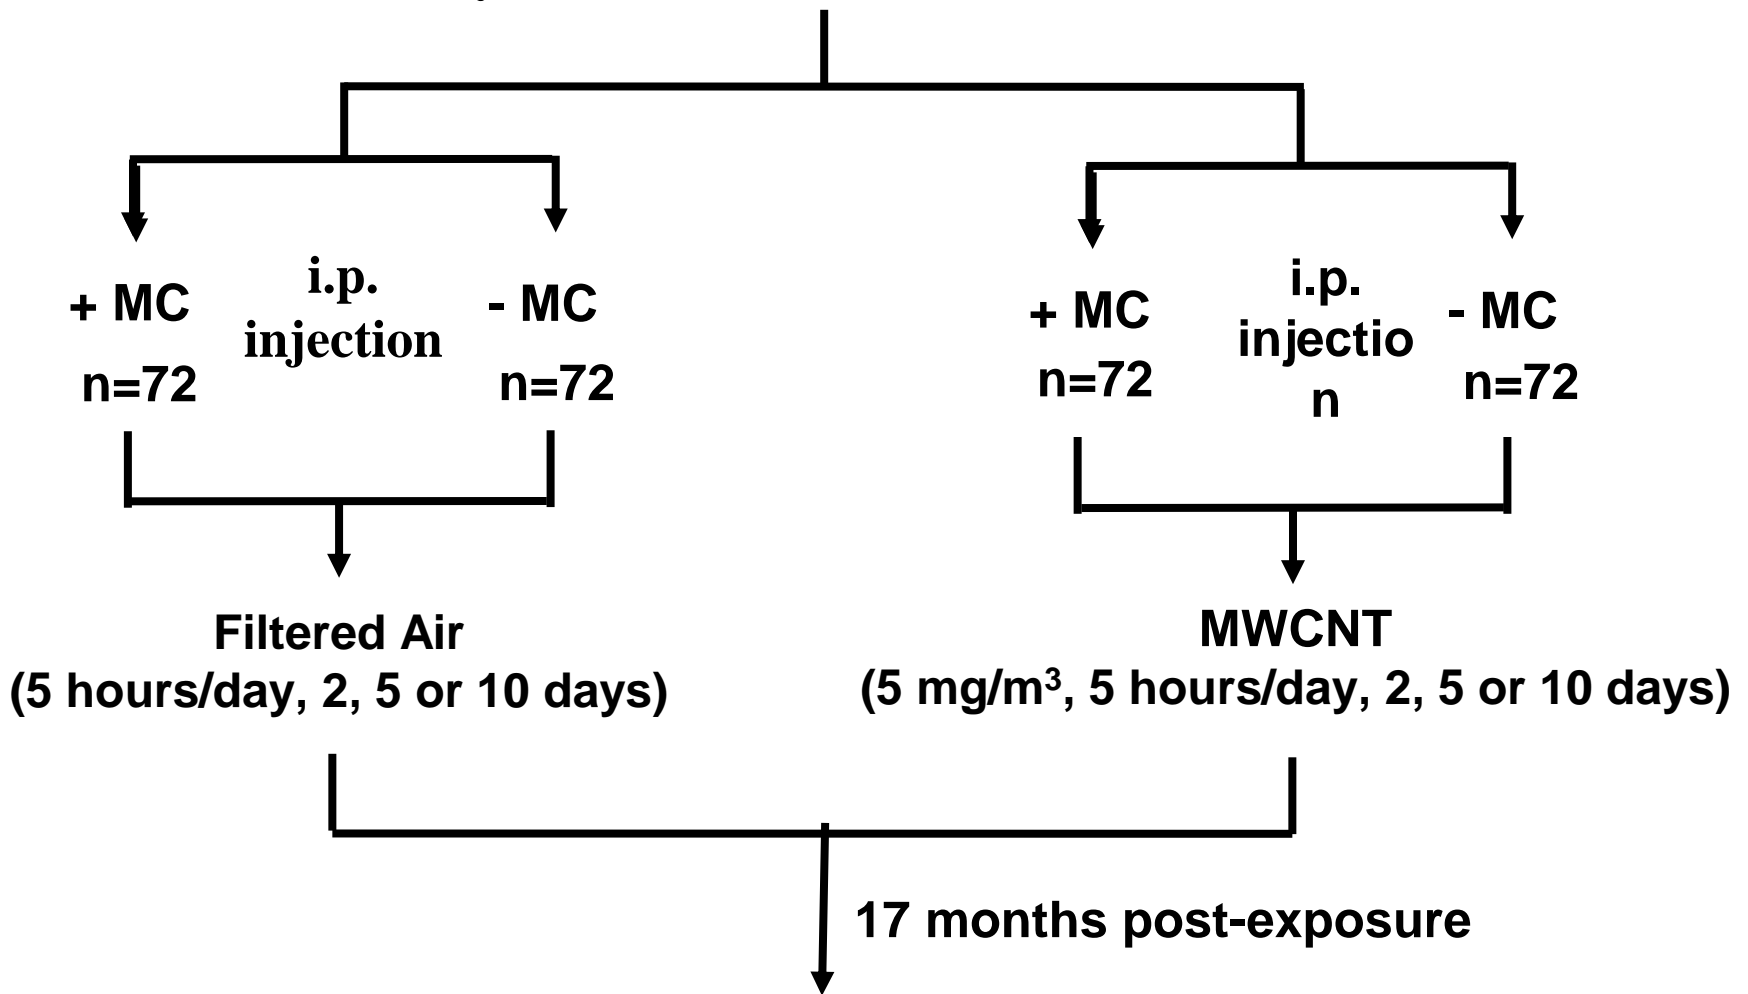 i.p.
injection
+ MC
- MC
n=72
n=72
i.p.
injectio
n
+ MC
- MC
n=72
n=72
Filtered Air
(5 hours/day, 2, 5 or 10 days)
MWCNT
(5 mg/m³, 5 hours/day, 2, 5 or 10 days)
17 months post-exposure